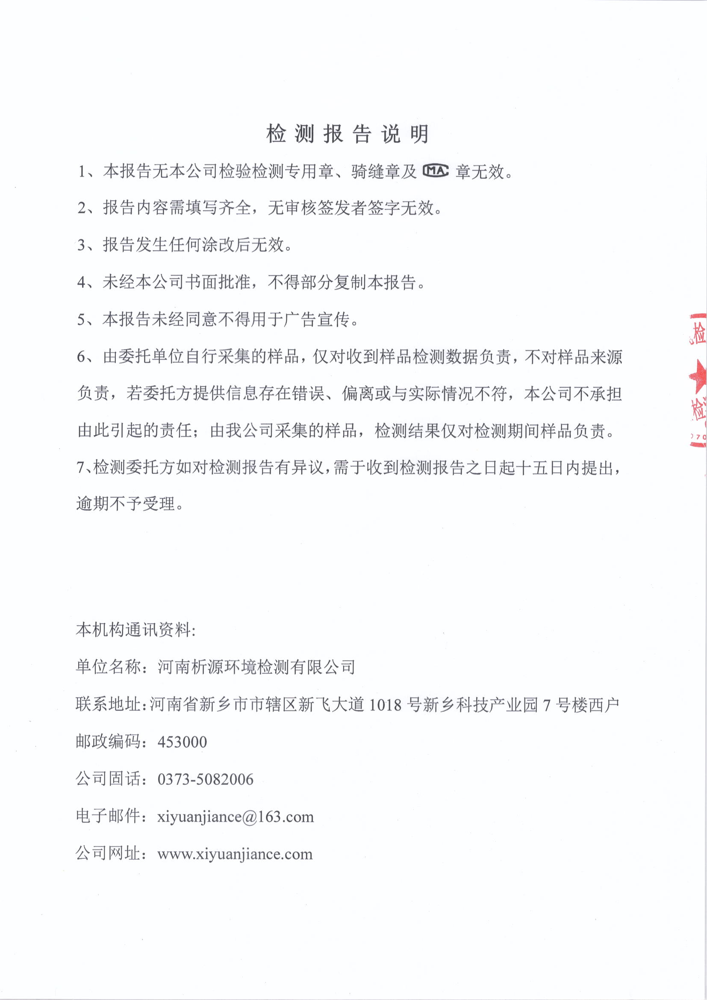 检测报告说明
1、本报告无本公司检验检测专用章、骑缝章及 MA 章无效。
2、报告内容需填写齐全，无审核签发者签字无效。
3、报告发生任何涂改后无效。
4、未经本公司书面批准，不得部分复制本报告。
5、本报告未经同意不得用于广告宣传。
6、由委托单位自行采集的样品，仅对收到样品检测数据负责，不对样品来源
负责，若委托方提供信息存在错误、偏离或与实际情况不符，本公司不承担
由此引起的责任；由我公司采集的样品，检测结果仅对检测期间样品负责。
7、检测委托方如对检测报告有异议，需于收到检测报告之日起十五日内提出，
逾期不予受理。
检
检
70
本机构通讯资料:
单位名称：河南析源环境检测有限公司
联系地址：河南省新乡市市辖区新飞大道 1018 号新乡科技产业园 7 号楼西户
邮政编码：453000
公司固话：0373-5082006
电子邮件：xiyuanjiance@163.com
公司网址：www.xiyuanjiance.com